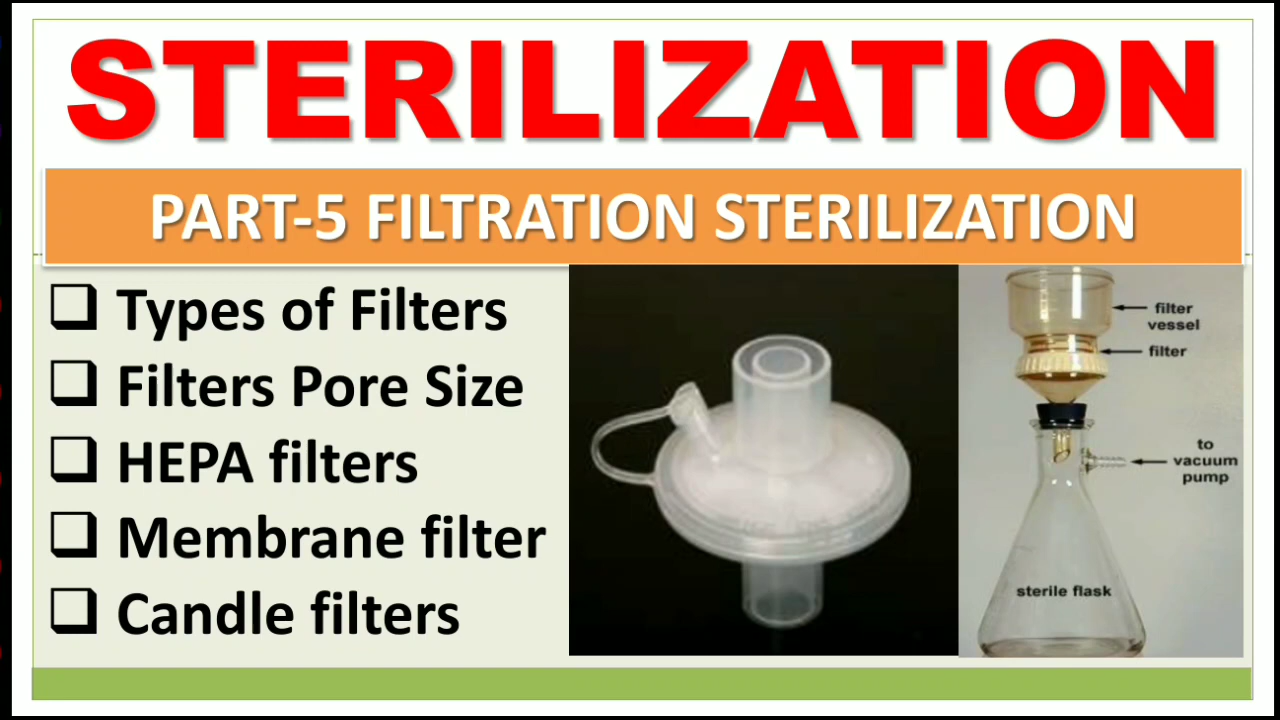 STERILIZATION
PART-5 FILTRATION STERILIZATION
Types of Filters
Filters Pore Size
HEPA filters
Membrane filter
Candle filters
filter
vessel
filter
to
vacuum
pump
sterile flask